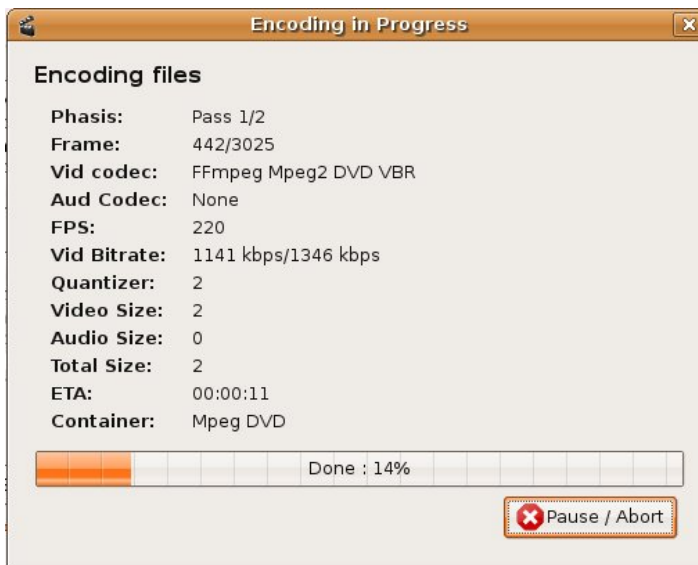 Encoding in Progress
Encoding files
Phasis: Pass 1/2
Frame: 442/3025
Vid codec: FFmpeg Mpeg2 DVD VBR
Aud Codec: None
FPS: 220
Vid Bitrate: 1141 kbps/1346 kbps
Quantizer: 2
Video Size: 2
Audio Size: 0
Total Size: 2
ETA: 00:00:11
Container: Mpeg DVD
Done : 14%
Pause / Abort